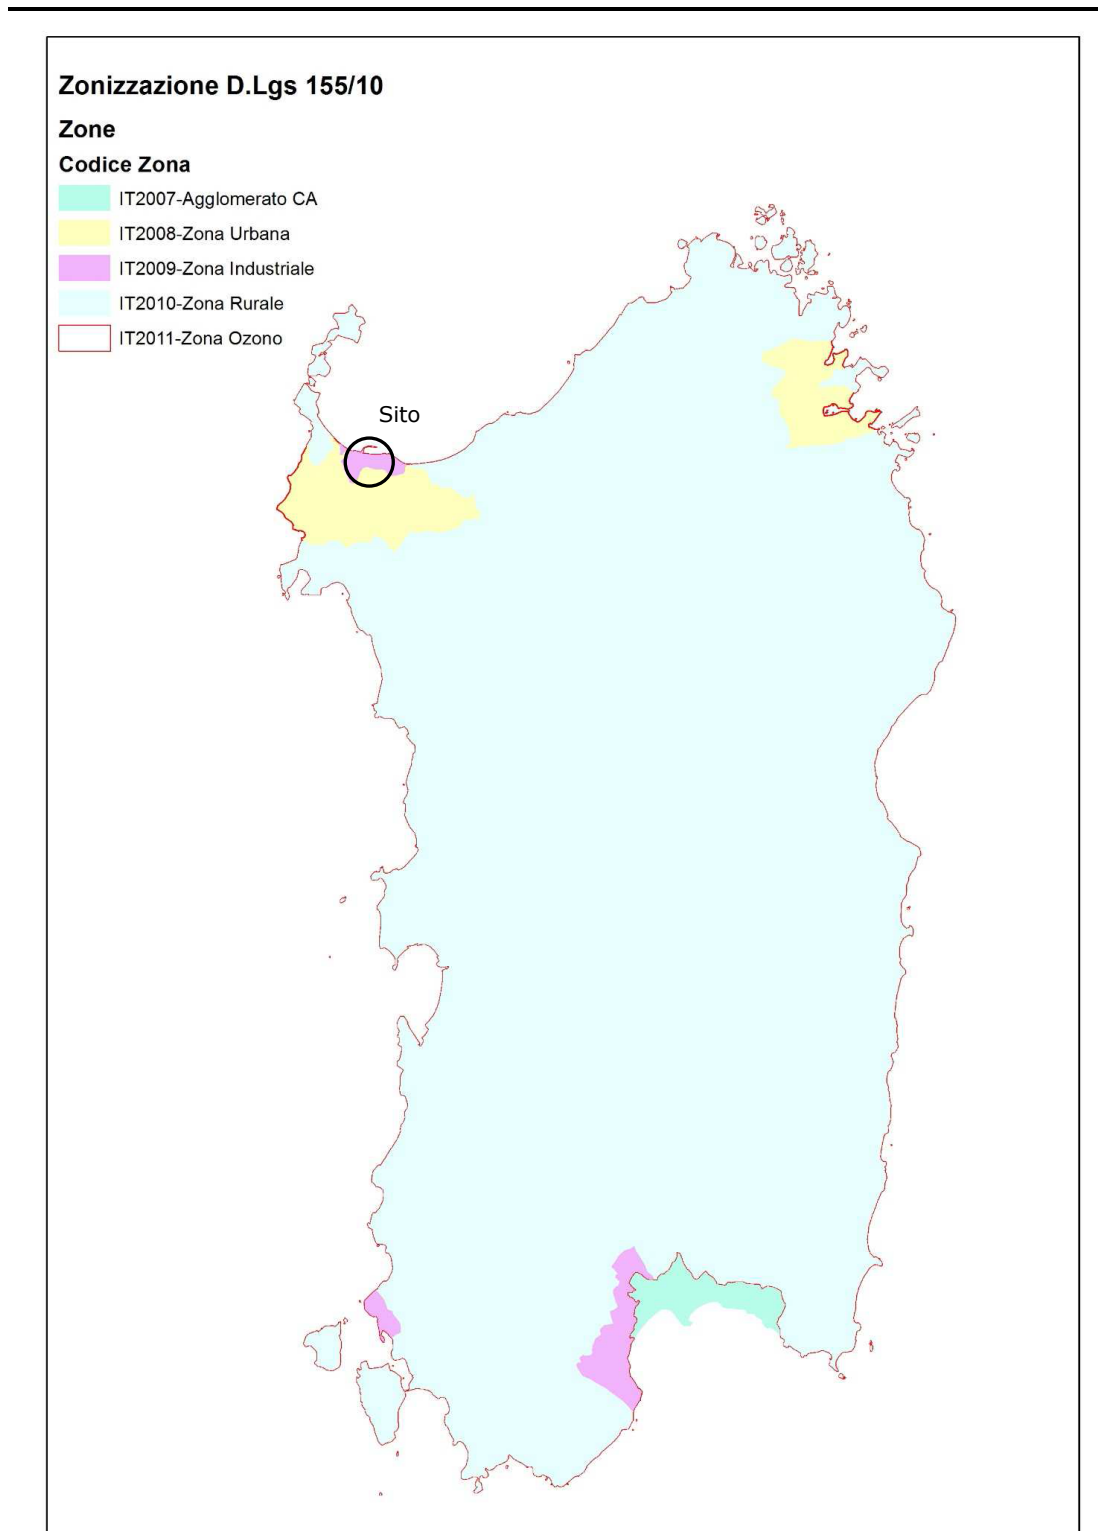 Zonizzazione D.Lgs 155/10
Zone
Codice Zona
IT2007-Agglomerato CA
IT2008-Zona Urbana
IT2009-Zona Industriale
IT2010-Zona Rurale
IT2011-Zona Ozono
Sito